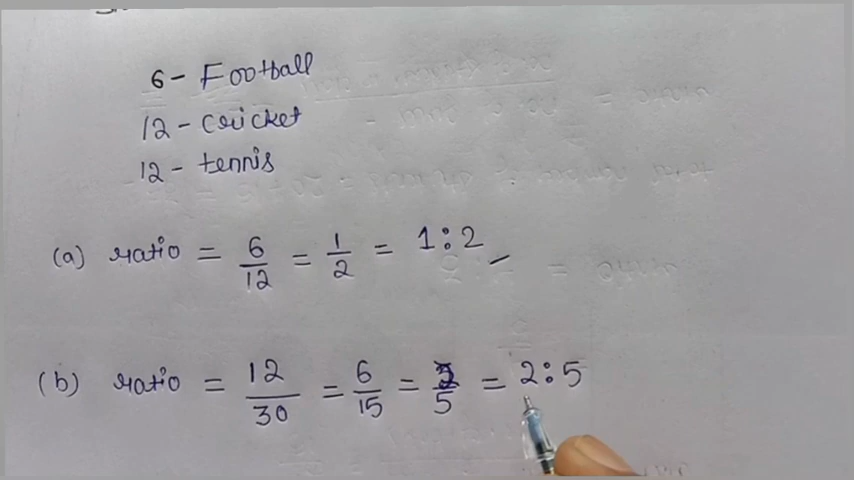 6 - Football
12 - cricket
12 - tennis
(a) ratio = 6/12 = 1/2 = 1:2
(b) ratio = 12/30 = 6/15 = 2/5 = 2:5